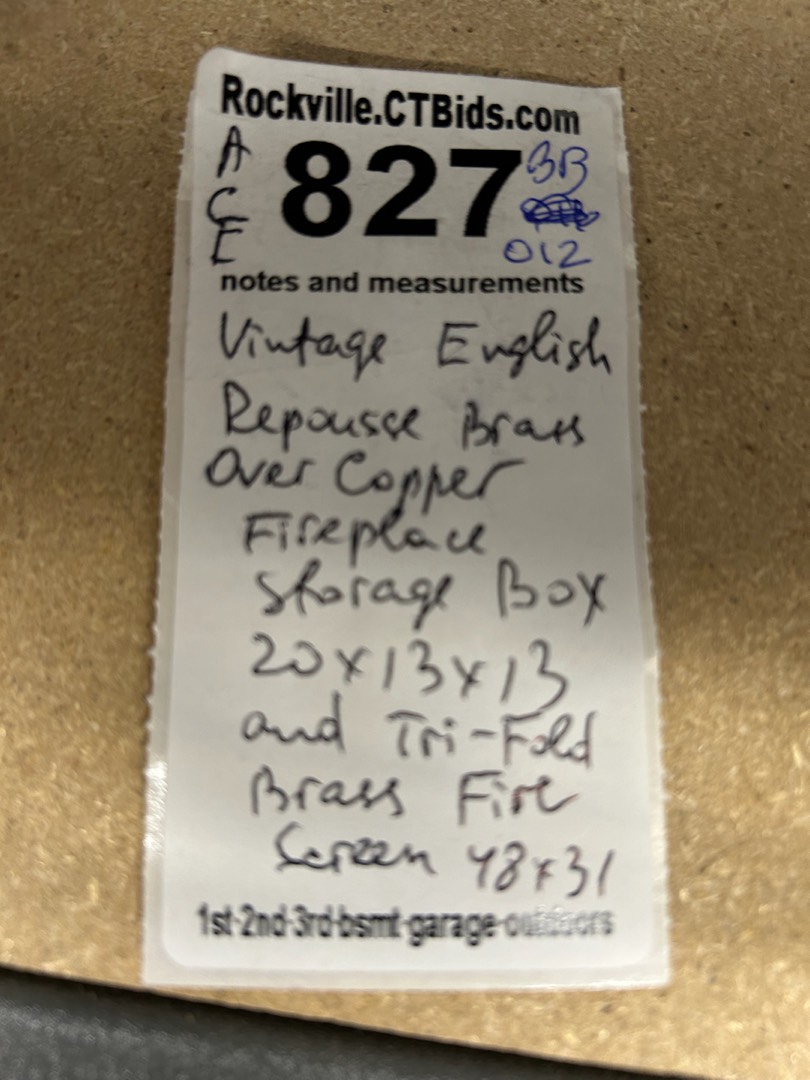 Rockville.CTBids.com
A C E
827
BB
012
notes and measurements
Vintage English
Repousse Brass
Over Copper
Fireplace
Storage Box
20x13x13
and Tri-Fold
Brass Fire
Screen 48x31
1st-2nd-3rd-bsmt-garage-outdoors